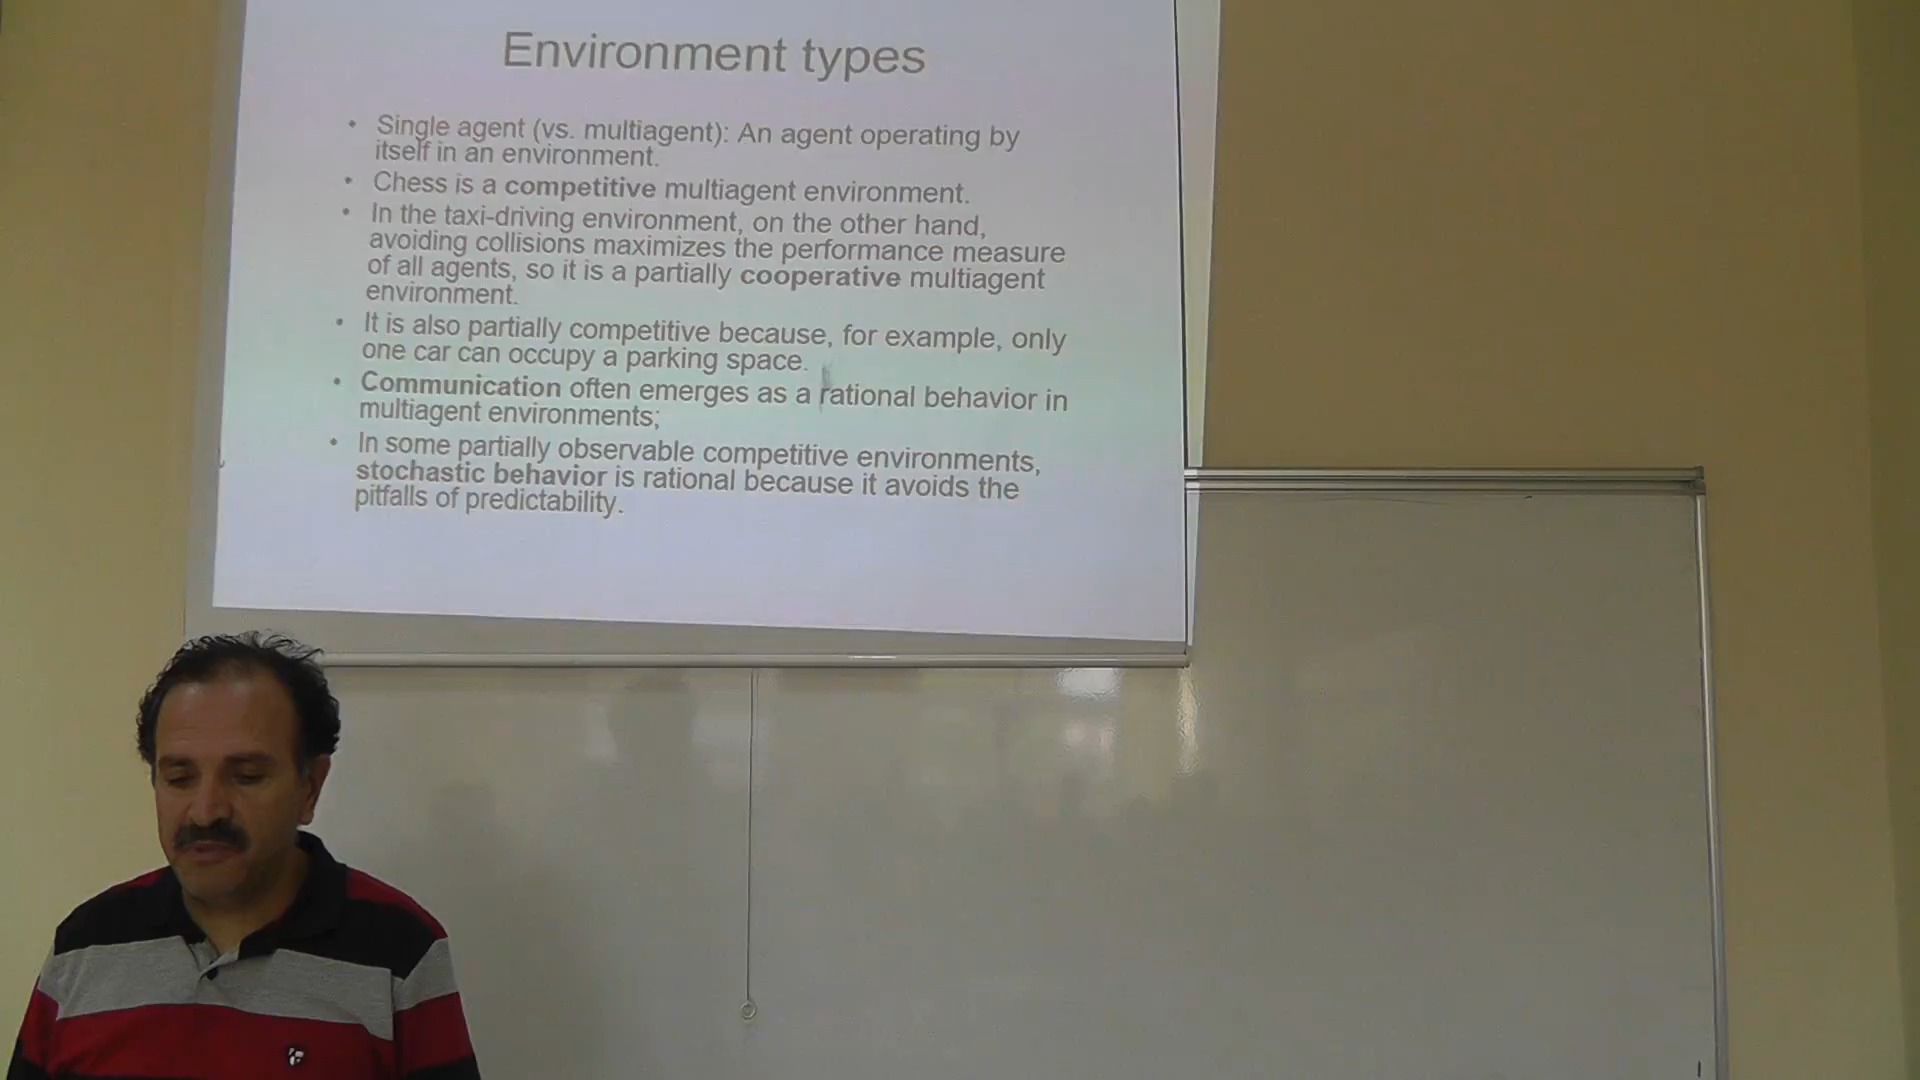 Environment types
• Single agent (vs. multiagent): An agent operating by
itself in an environment.
• Chess is a competitive multiagent environment.
• In the taxi-driving environment, on the other hand,
avoiding collisions maximizes the performance measure
of all agents, so it is a partially cooperative multiagent
environment.
• It is also partially competitive because, for example, only
one car can occupy a parking space.
• Communication often emerges as a rational behavior in
multiagent environments;
• In some partially observable competitive environments,
stochastic behavior is rational because it avoids the
pitfalls of predictability.